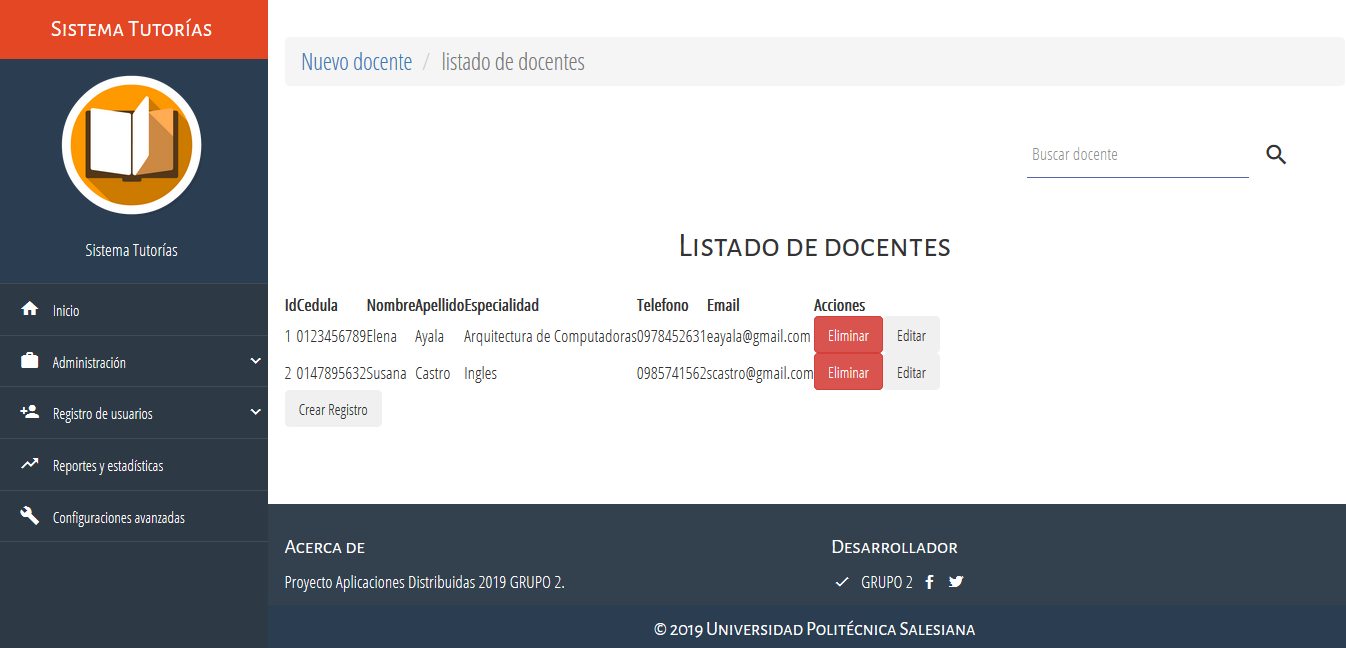 Sistema Tutorías
Sistema Tutorías
Inicio
Administración
Registro de usuarios
Reportes y estadísticas
Configuraciones avanzadas
Nuevo docente / listado de docentes
Buscar docente
Listado de docentes
Id Cedula Nombre Apellido Especialidad Telefono Email Acciones
1 0123456789 Elena Ayala Arquitectura de Computadoras 0978452631 eayala@gmail.com Eliminar Editar
2 0147895632 Susana Castro Ingles 0985741562 scastro@gmail.com Eliminar Editar
Crear Registro
Acerca de
Proyecto Aplicaciones Distribuidas 2019 GRUPO 2.
Desarrollador
GRUPO 2
© 2019 Universidad Politécnica Salesiana